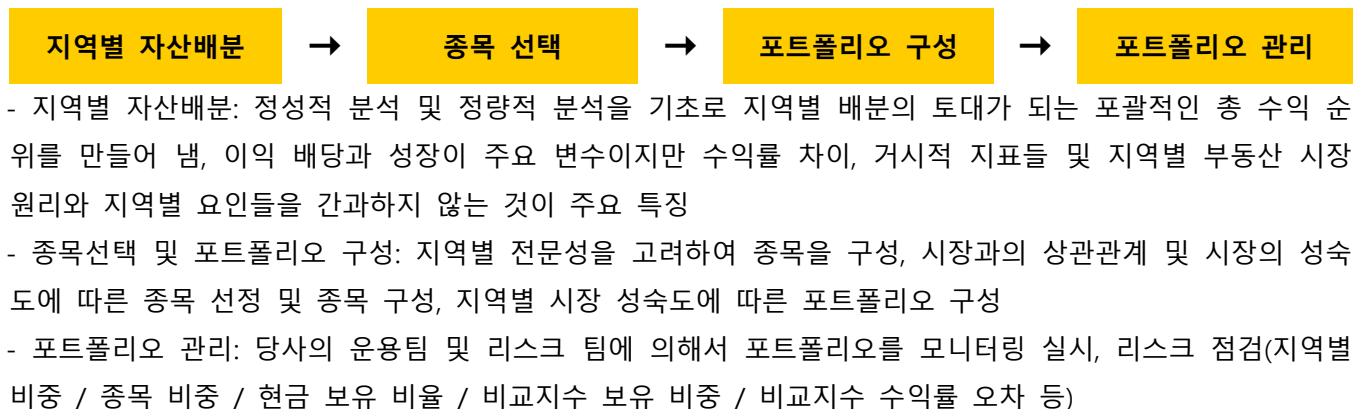 지역별 자산배분 → 종목 선택 → 포트폴리오 구성 → 포트폴리오 관리
- 지역별 자산배분: 정성적 분석 및 정량적 분석을 기초로 지역별 배분의 토대가 되는 포괄적인 총 수익 순
위를 만들어 냄, 이익 배당과 성장이 주요 변수이지만 수익률 차이, 거시적 지표들 및 지역별 부동산 시장
원리와 지역별 요인들을 간과하지 않는 것이 주요 특징
- 종목선택 및 포트폴리오 구성: 지역별 전문성을 고려하여 종목을 구성, 시장과의 상관관계 및 시장의 성숙
도에 따른 종목 선정 및 종목 구성, 지역별 시장 성숙도에 따른 포트폴리오 구성
- 포트폴리오 관리: 당사의 운용팀 및 리스크 팀에 의해서 포트폴리오를 모니터링 실시, 리스크 점검(지역별
비중 / 종목 비중 / 현금 보유 비율 / 비교지수 보유 비중 / 비교지수 수익률 오차 등)